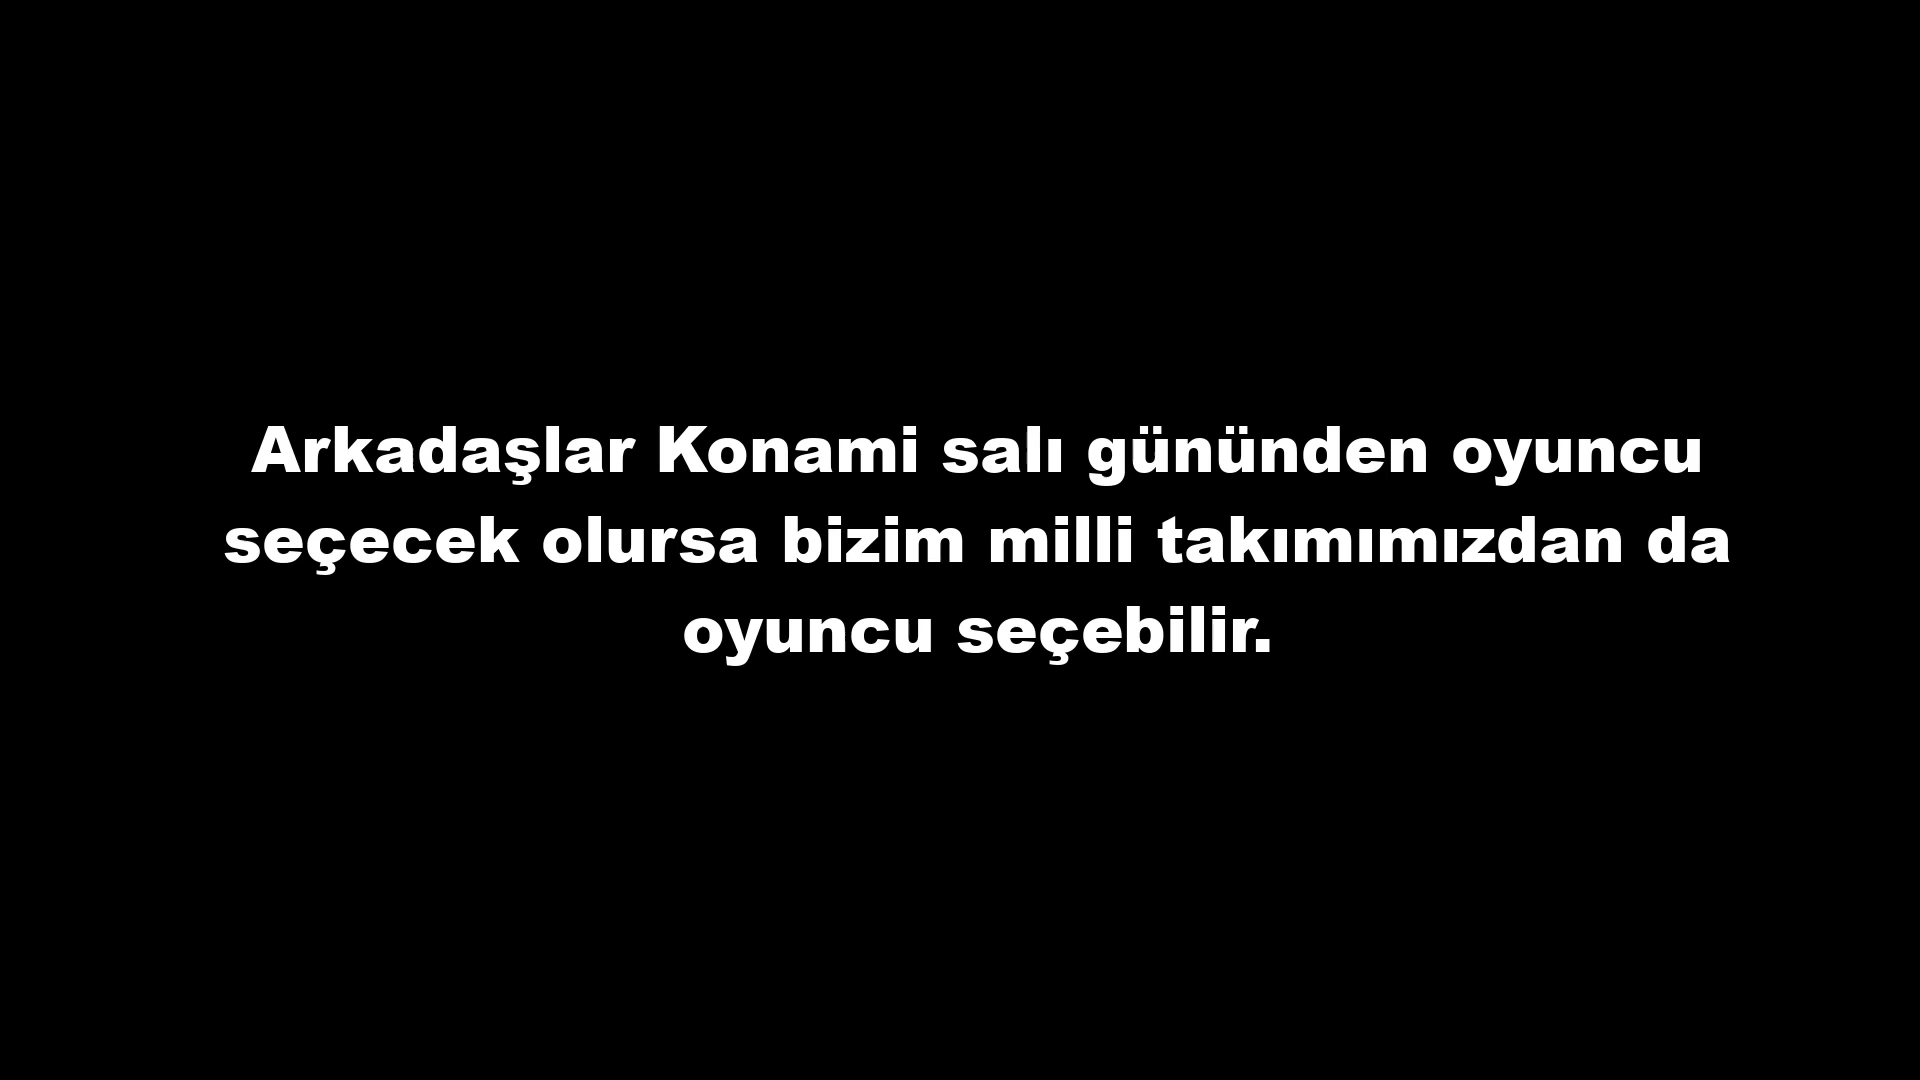 Arkadaşlar Konami salı gününden oyuncu
seçecek olursa bizim milli takımımızdan da
oyuncu seçebilir.